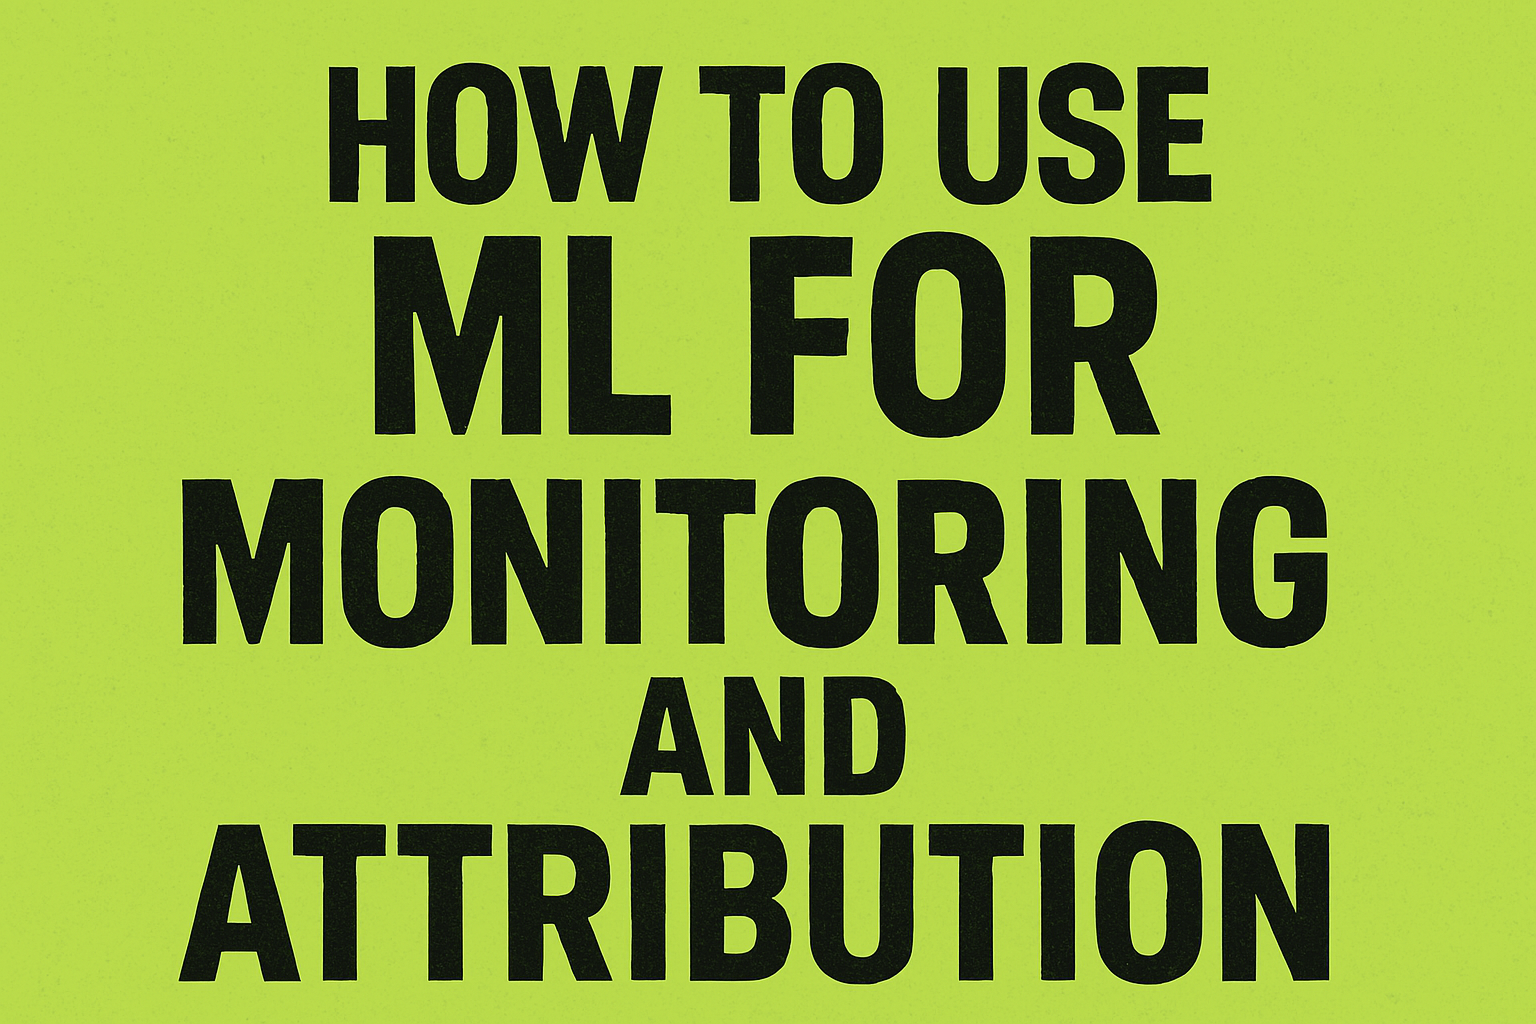 HOW TO USE
ML FOR
MONITORING
AND
ATTRIBUTION